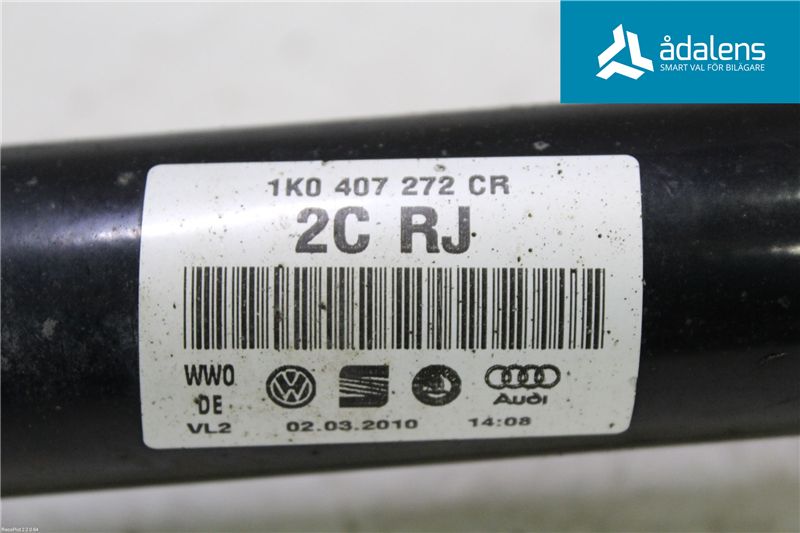 ådalens
SMART VAL FÖR BILÄGARE
1K0 407 272 CR
2C RJ
WW0
DE
VL2
02.03.2010
14:08
Audi